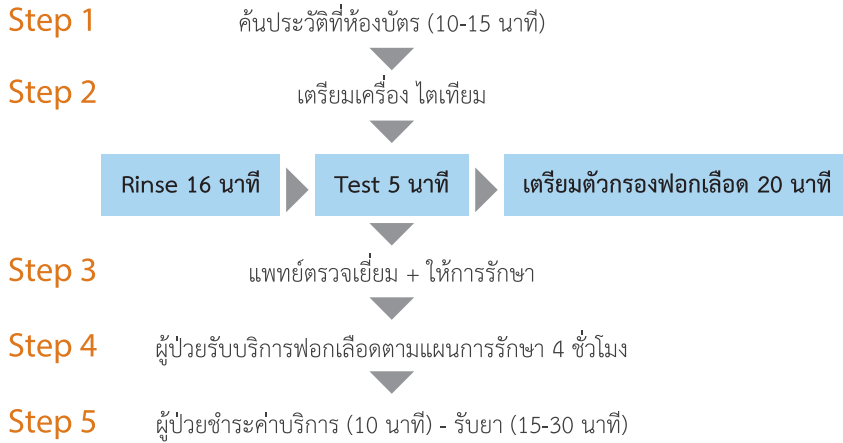 Step 1 ค้นประวัติที่ห้องบัตร (10-15 นาที)
Step 2 เตรียมเครื่อง ไตเทียม
Rinse 16 นาที Test 5 นาที เตรียมตัวกรองฟอกเลือด 20 นาที
Step 3 แพทย์ตรวจเยี่ยม + ให้การรักษา
Step 4 ผู้ป่วยรับบริการฟอกเลือดตามแผนการรักษา 4 ชั่วโมง
Step 5 ผู้ป่วยชำระค่าบริการ (10 นาที) - รับยา (15-30 นาที)